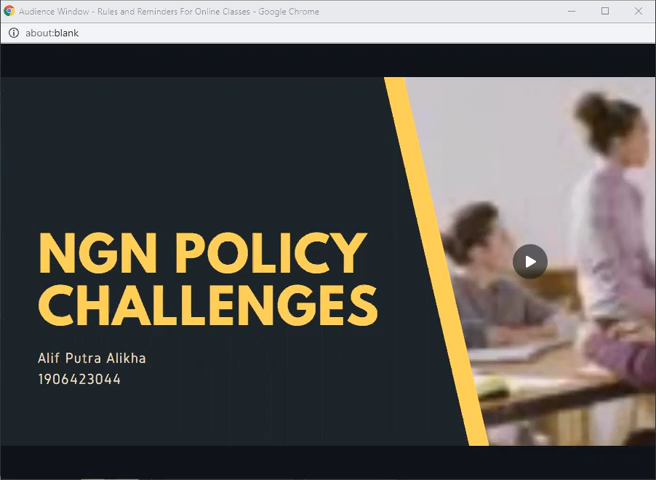 Audience Window - Rules and Reminders For Online Classes - Google Chrome
about:blank
NGN POLICY
CHALLENGES
Alif Putra Alikha
1906423044